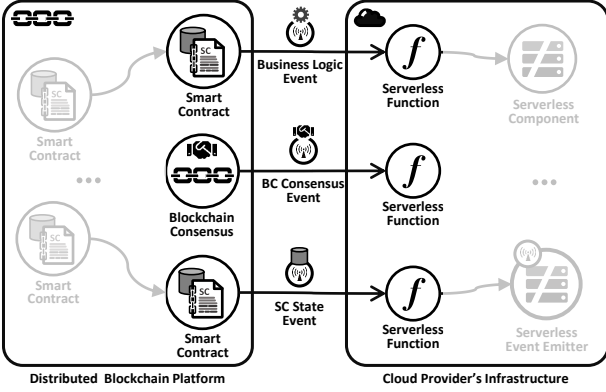 Business Logic
Event
Smart
Contract
Serverless
Function
Serverless
Component
SC
SC
Smart
Contract
...
BC Consensus
Event
Blockchain
Consensus
Serverless
Function
...
SC
Smart
Contract
SC
Smart
Contract
SC State
Event
Serverless
Function
Serverless
Event Emitter
f
f
f
Distributed Blockchain Platform
Cloud Provider's Infrastructure